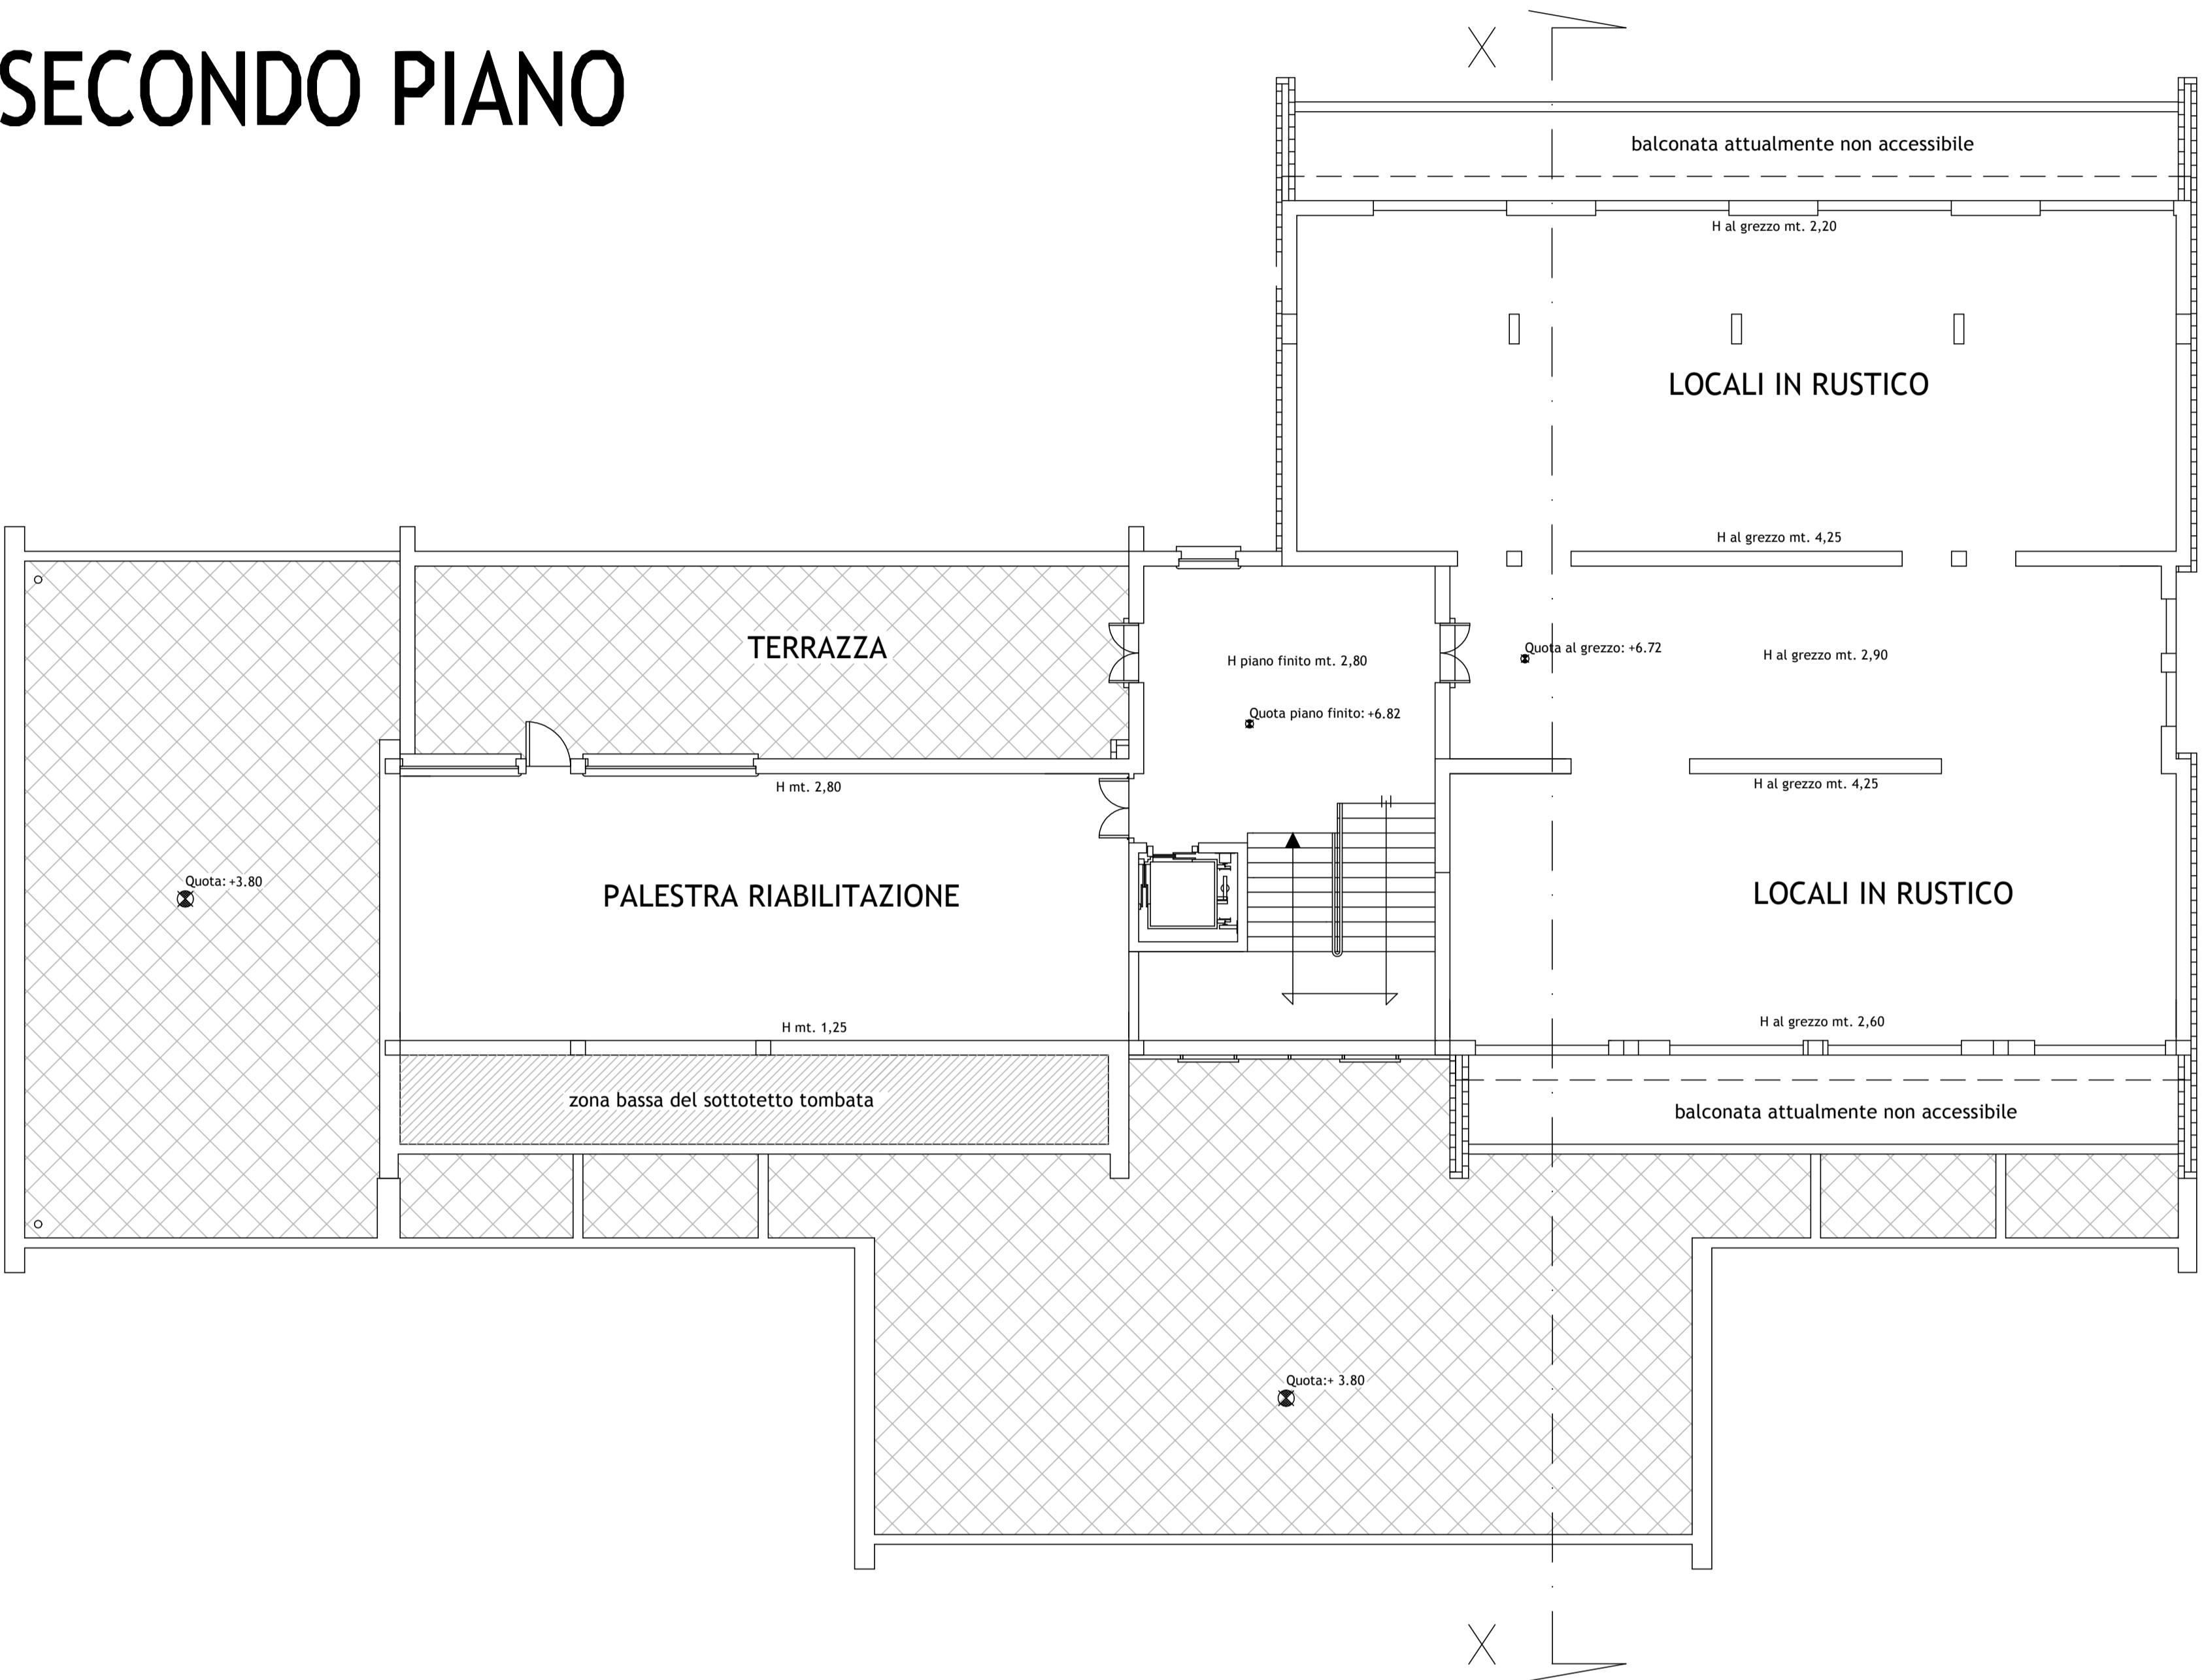 SECONDO PIANO
X
balconata attualmente non accessibile
H al grezzo mt. 2,20
LOCALI IN RUSTICO
H al grezzo mt. 4,25
TERRAZZA
H piano finito mt. 2,80
Quota al grezzo: +6.72
H al grezzo mt. 2,90
Quota piano finito: +6.82
H mt. 2,80
H al grezzo mt. 4,25
Quota: +3.80
PALESTRA RIABILITAZIONE
LOCALI IN RUSTICO
H mt. 1,25
H al grezzo mt. 2,60
zona bassa del sottotetto tombata
balconata attualmente non accessibile
Quota:+ 3.80
X